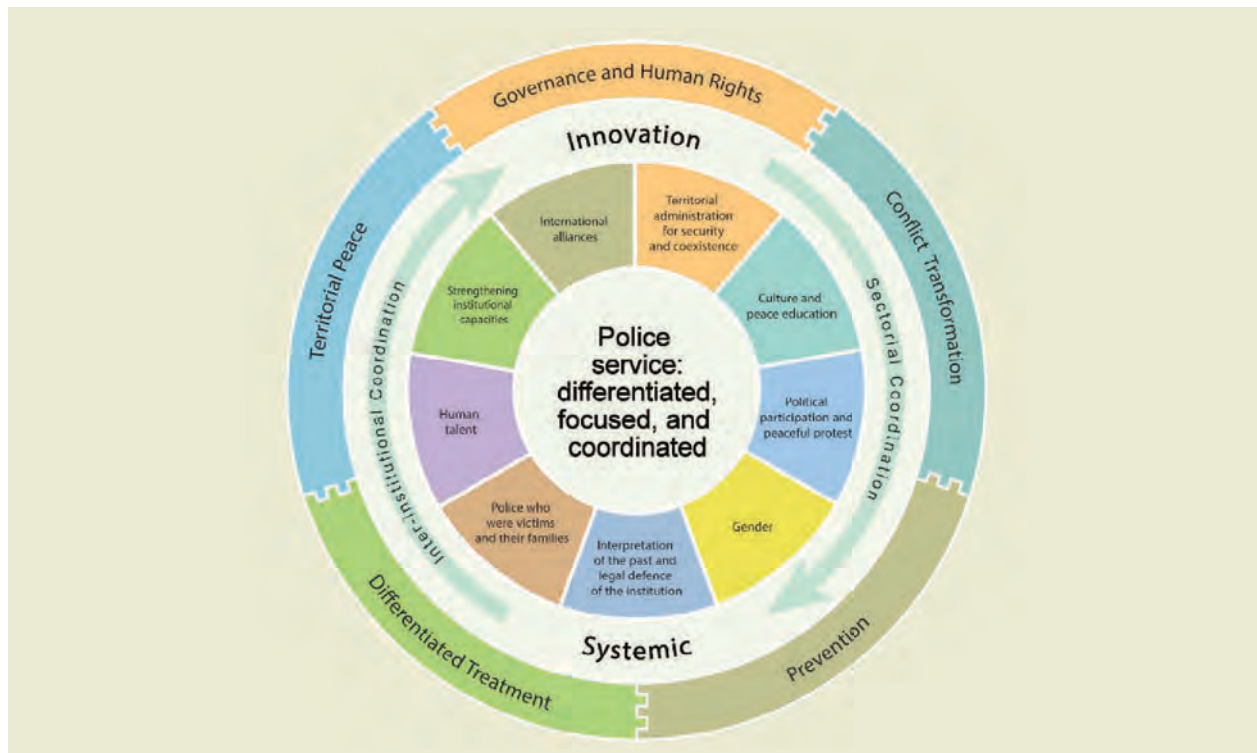 Governance and Human Rights
Conflict Transformation
Prevention
Differentiated Treatment
Territorial Peace
Innovation
Sectorial Coordination
Systemic
Inter-institutional Coordination
Territorial
administration
for security
and coexistence
Culture and
peace education
Political
participation and
peaceful protest
Gender
Interpretation
of the past and
legal defence
of the institution
Police who
were victims
and their families
Human
talent
Strengthening
institutional
capacities
International
alliances
Police
service:
differentiated,
focused, and
coordinated